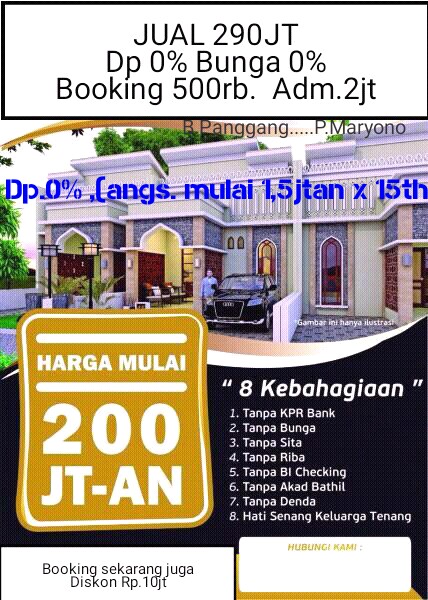 JUAL 290JT
Dp 0% Bunga 0%
Booking 500rb. Adm.2jt
B.Panggang.....P.Maryono
Dp.0% ,(angs. mulai 1,5jtan x 15th
*Gambar ini hanya ilustrasi
HARGA MULAI
200
JT-AN
“ 8 Kebahagiaan ”
1. Tanpa KPR Bank
2. Tanpa Bunga
3. Tanpa Sita
4. Tanpa Riba
5. Tanpa BI Checking
6. Tanpa Akad Bathil
7. Tanpa Denda
8. Hati Senang Keluarga Tenang
HUBUNGI KAMI :
Booking sekarang juga
Diskon Rp.10jt